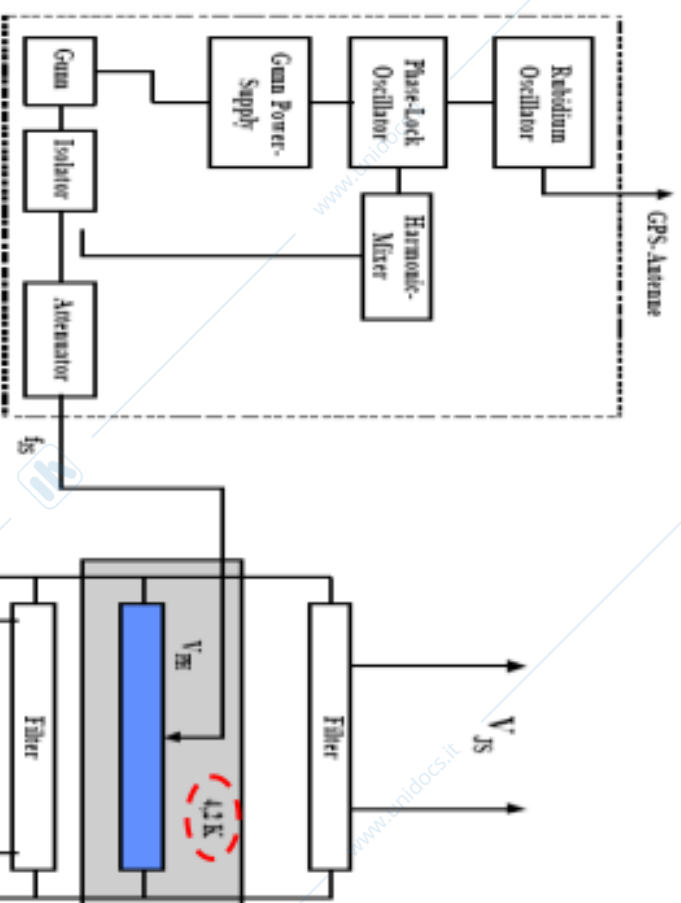 GPS-Antenne
Rubidium
Oscillator
Phase-Lock
Oscillator
Harmonic-
Mixer
Gunn Power-
Supply
Gunn
Isolator
Attenuator
fJS
VJS
Filter
4,2 K
Filter
www.unidocs.it
www.unidocs.it